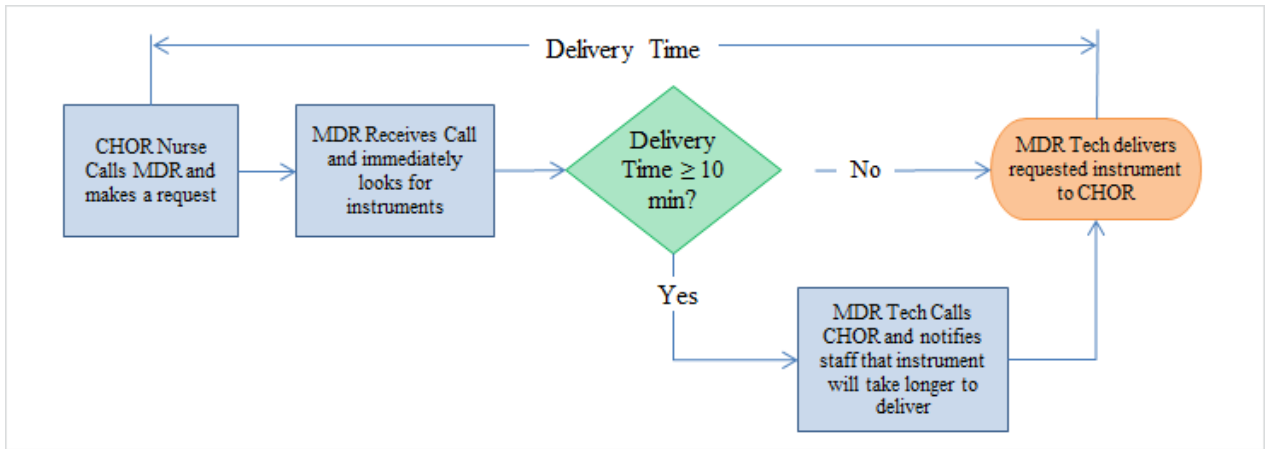 Delivery Time
CHOR Nurse
Calls MDR and
makes a request
MDR Receives Call
and immediately
looks for
instruments
Delivery
Time ≥ 10
min?
No
MDR Tech delivers
requested instrument
to CHOR
Yes
MDR Tech Calls
CHOR and notifies
staff that instrument
will take longer to
deliver